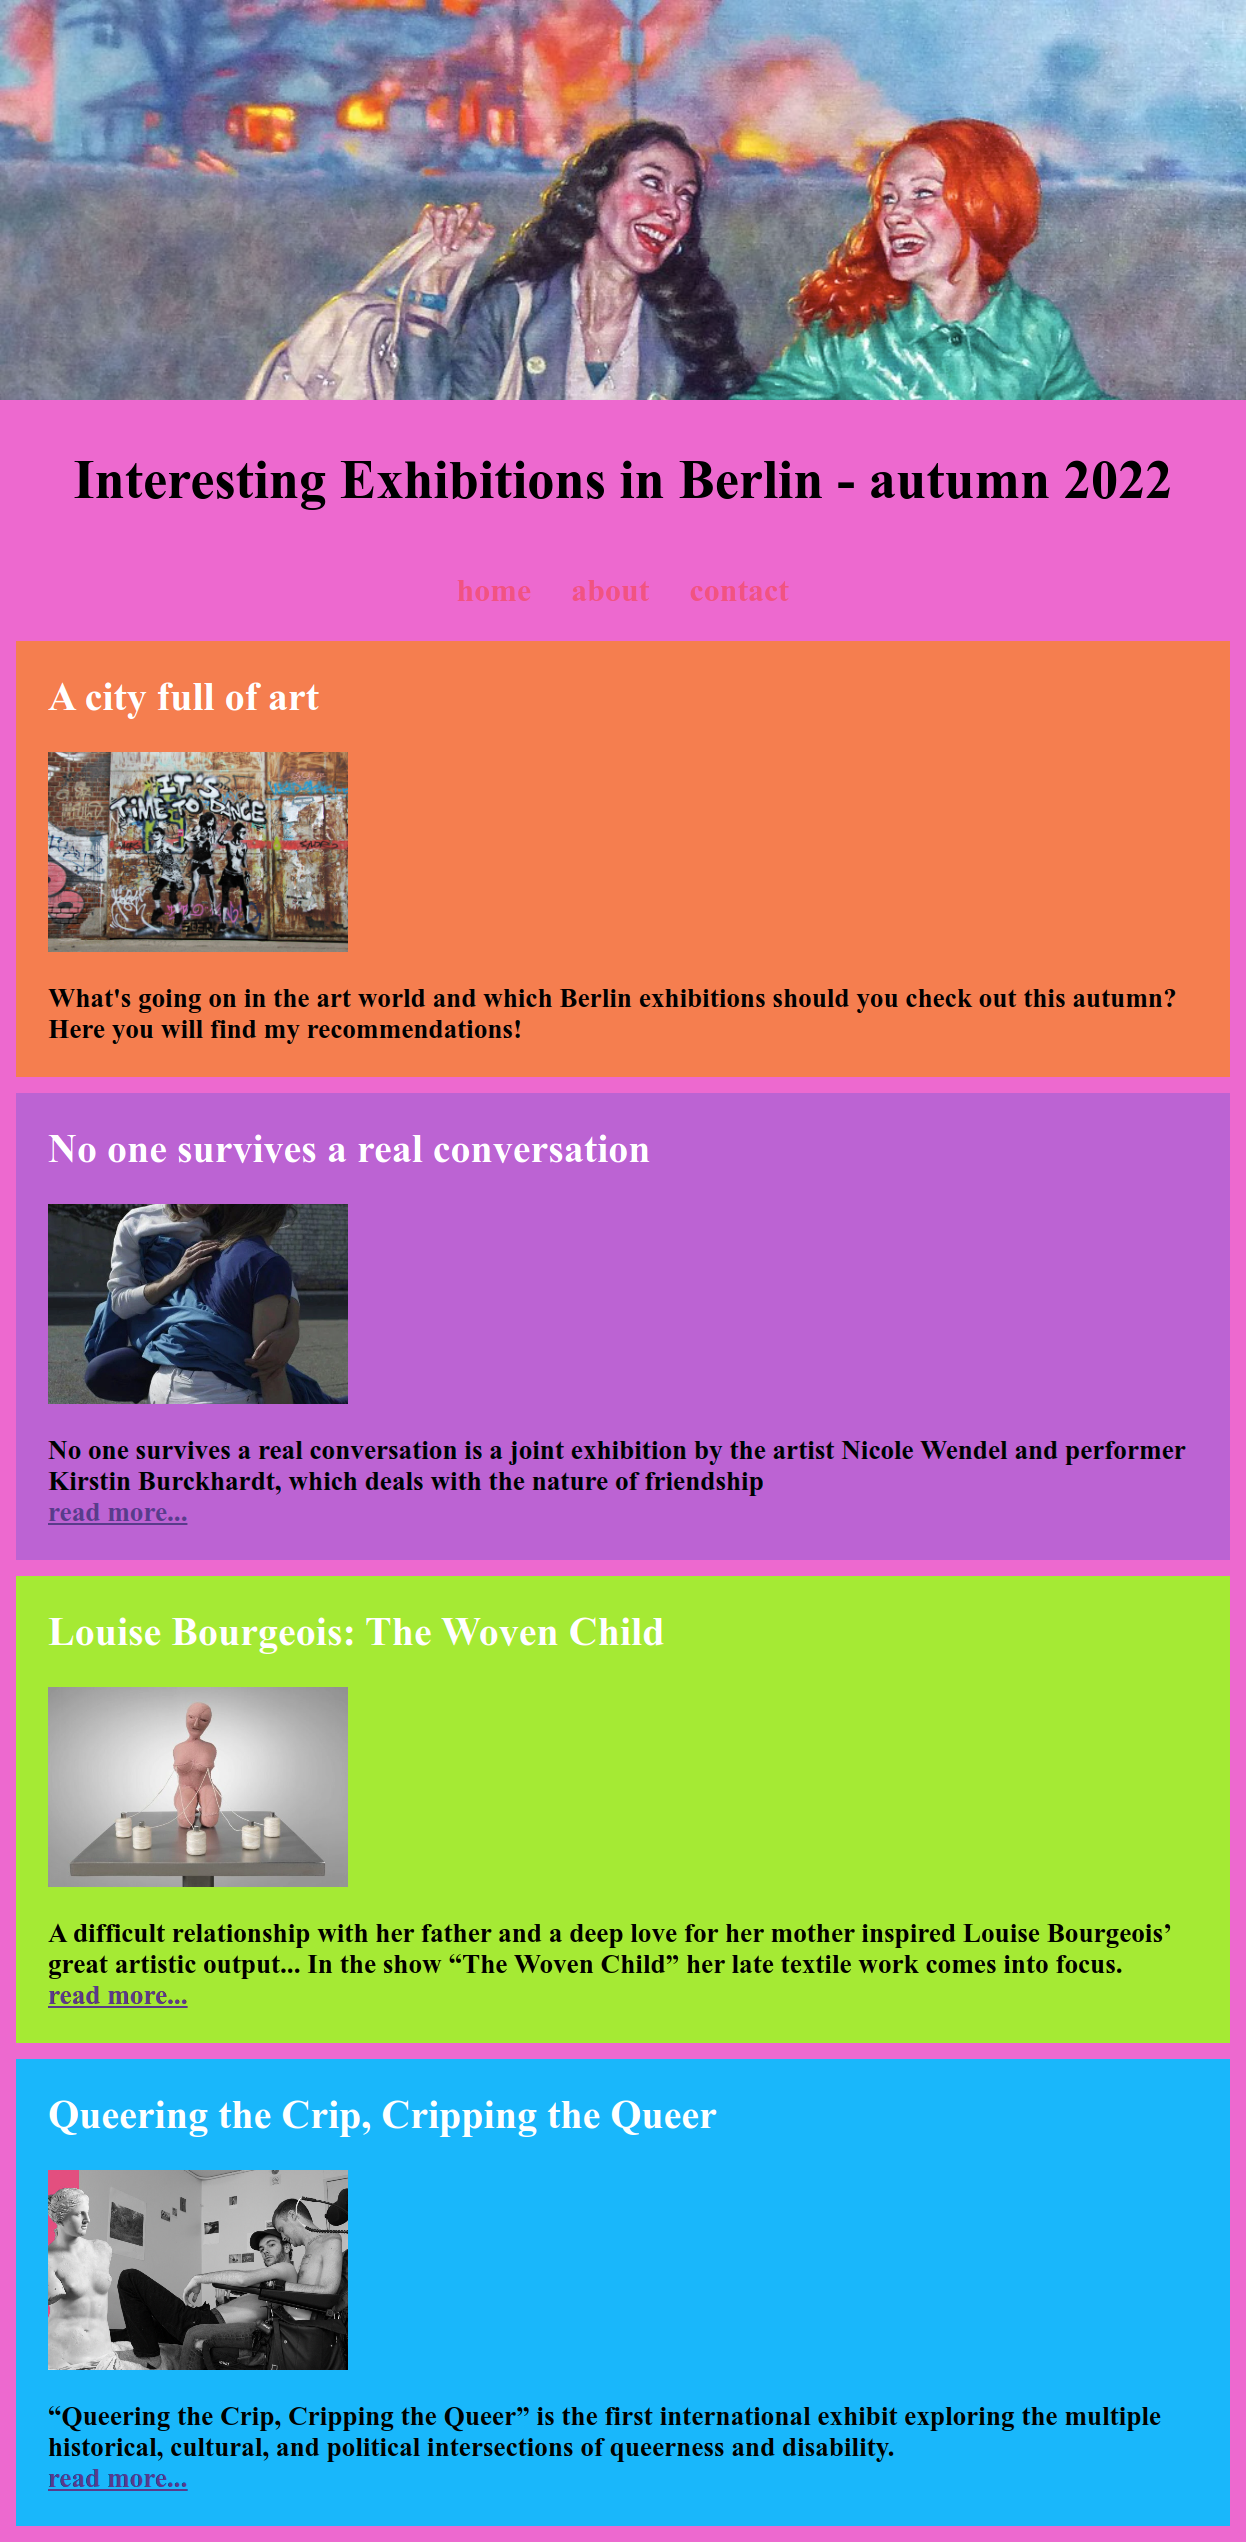 Interesting Exhibitions in Berlin - autumn 2022
home about contact
A city full of art
IT'S
TIME TO DANCE
What's going on in the art world and which Berlin exhibitions should you check out this autumn?
Here you will find my recommendations!
No one survives a real conversation
No one survives a real conversation is a joint exhibition by the artist Nicole Wendel and performer
Kirstin Burckhardt, which deals with the nature of friendship
read more...
Louise Bourgeois: The Woven Child
A difficult relationship with her father and a deep love for her mother inspired Louise Bourgeois’
great artistic output... In the show “The Woven Child” her late textile work comes into focus.
read more...
Queering the Crip, Cripping the Queer
“Queering the Crip, Cripping the Queer” is the first international exhibit exploring the multiple
historical, cultural, and political intersections of queerness and disability.
read more...